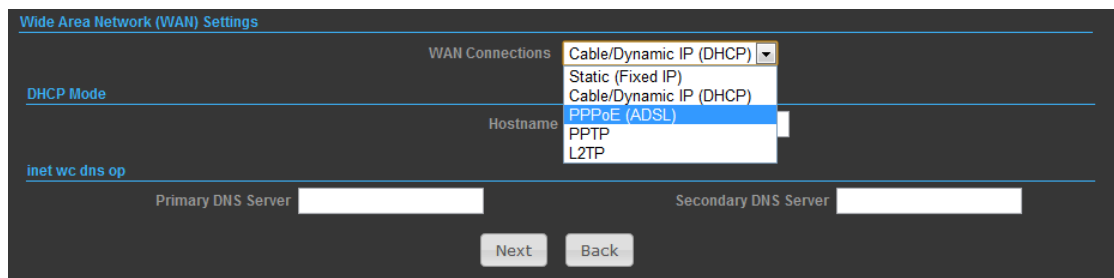 Wide Area Network (WAN) Settings
WAN Connections Cable/Dynamic IP (DHCP)
Static (Fixed IP)
Cable/Dynamic IP (DHCP)
DHCP Mode
PPPoE (ADSL)
Hostname
PPTP
L2TP
inet wc dns op
Primary DNS Server Secondary DNS Server
Next Back